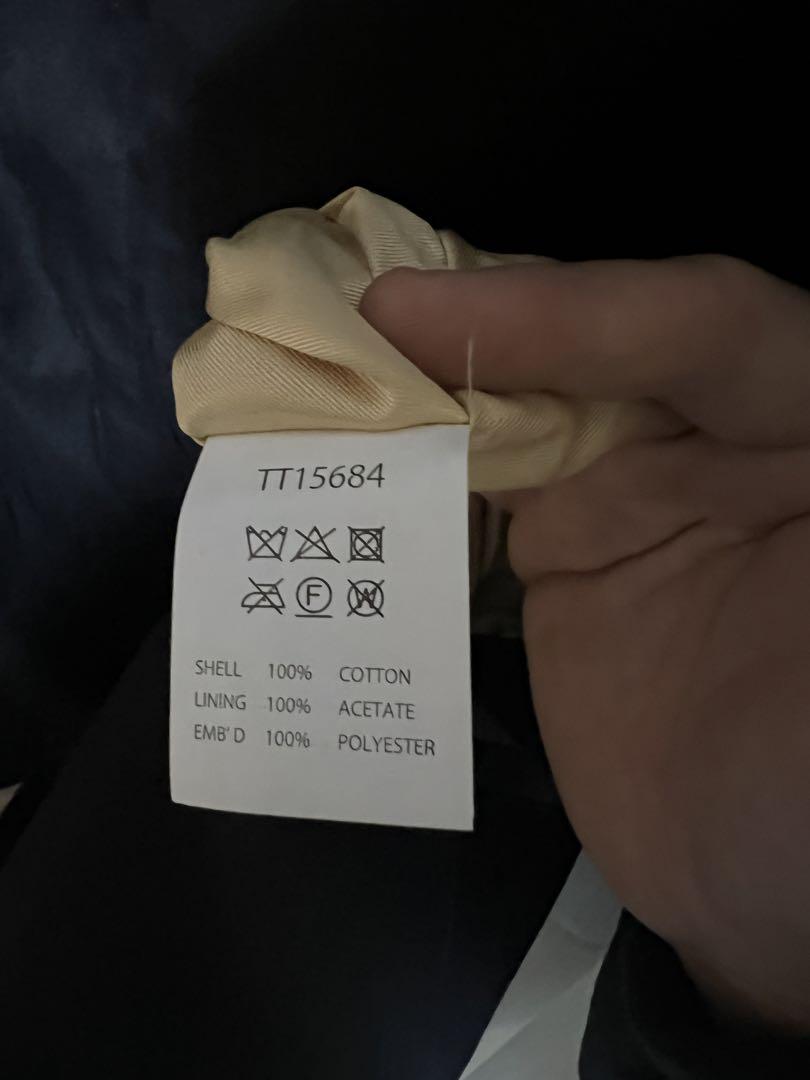 TT15684
F
W
SHELL 100% COTTON
LINING 100% ACETATE
EMB'D 100% POLYESTER